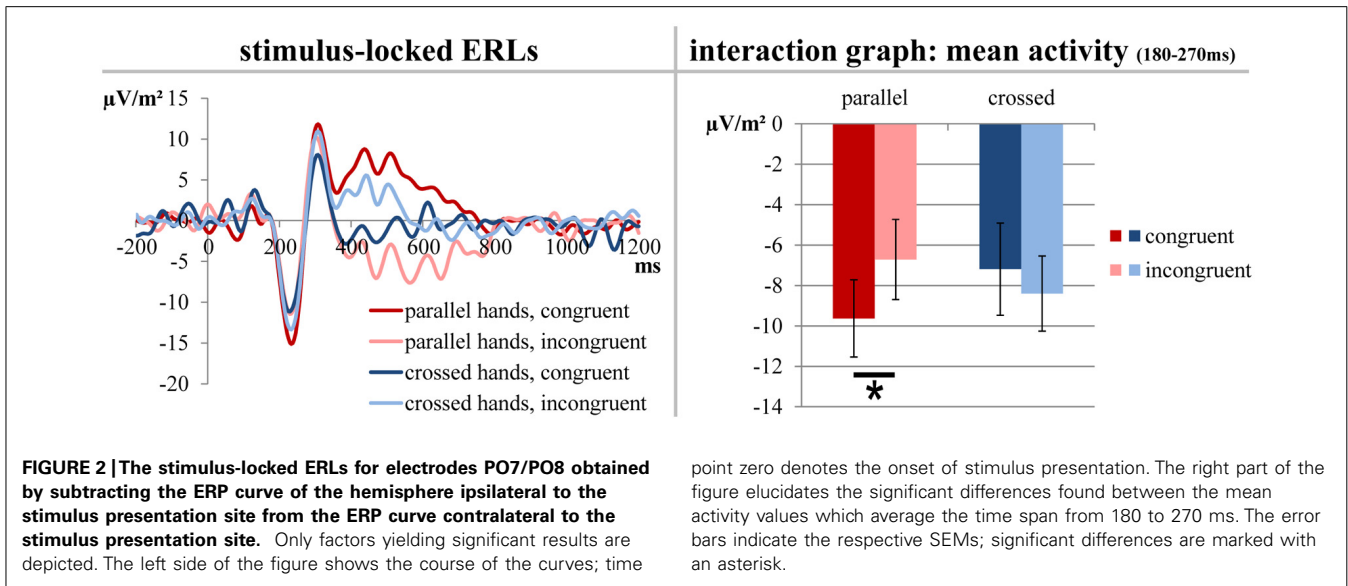 stimulus-locked ERLs
µV/m² 15
10
5
0
-5
-10
-15
-20
-200 0 200 400 600 800 1000 1200
ms
parallel hands, congruent
parallel hands, incongruent
crossed hands, congruent
crossed hands, incongruent
interaction graph: mean activity (180-270ms)
parallel crossed
µV/m² 0
-2
-4
-6
-8
-10
-12
-14
*
congruent
incongruent
FIGURE 2 | The stimulus-locked ERLs for electrodes PO7/PO8 obtained
by subtracting the ERP curve of the hemisphere ipsilateral to the
stimulus presentation site from the ERP curve contralateral to the
stimulus presentation site. Only factors yielding significant results are
depicted. The left side of the figure shows the course of the curves; time
point zero denotes the onset of stimulus presentation. The right part of the
figure elucidates the significant differences found between the mean
activity values which average the time span from 180 to 270 ms. The error
bars indicate the respective SEMs; significant differences are marked with
an asterisk.